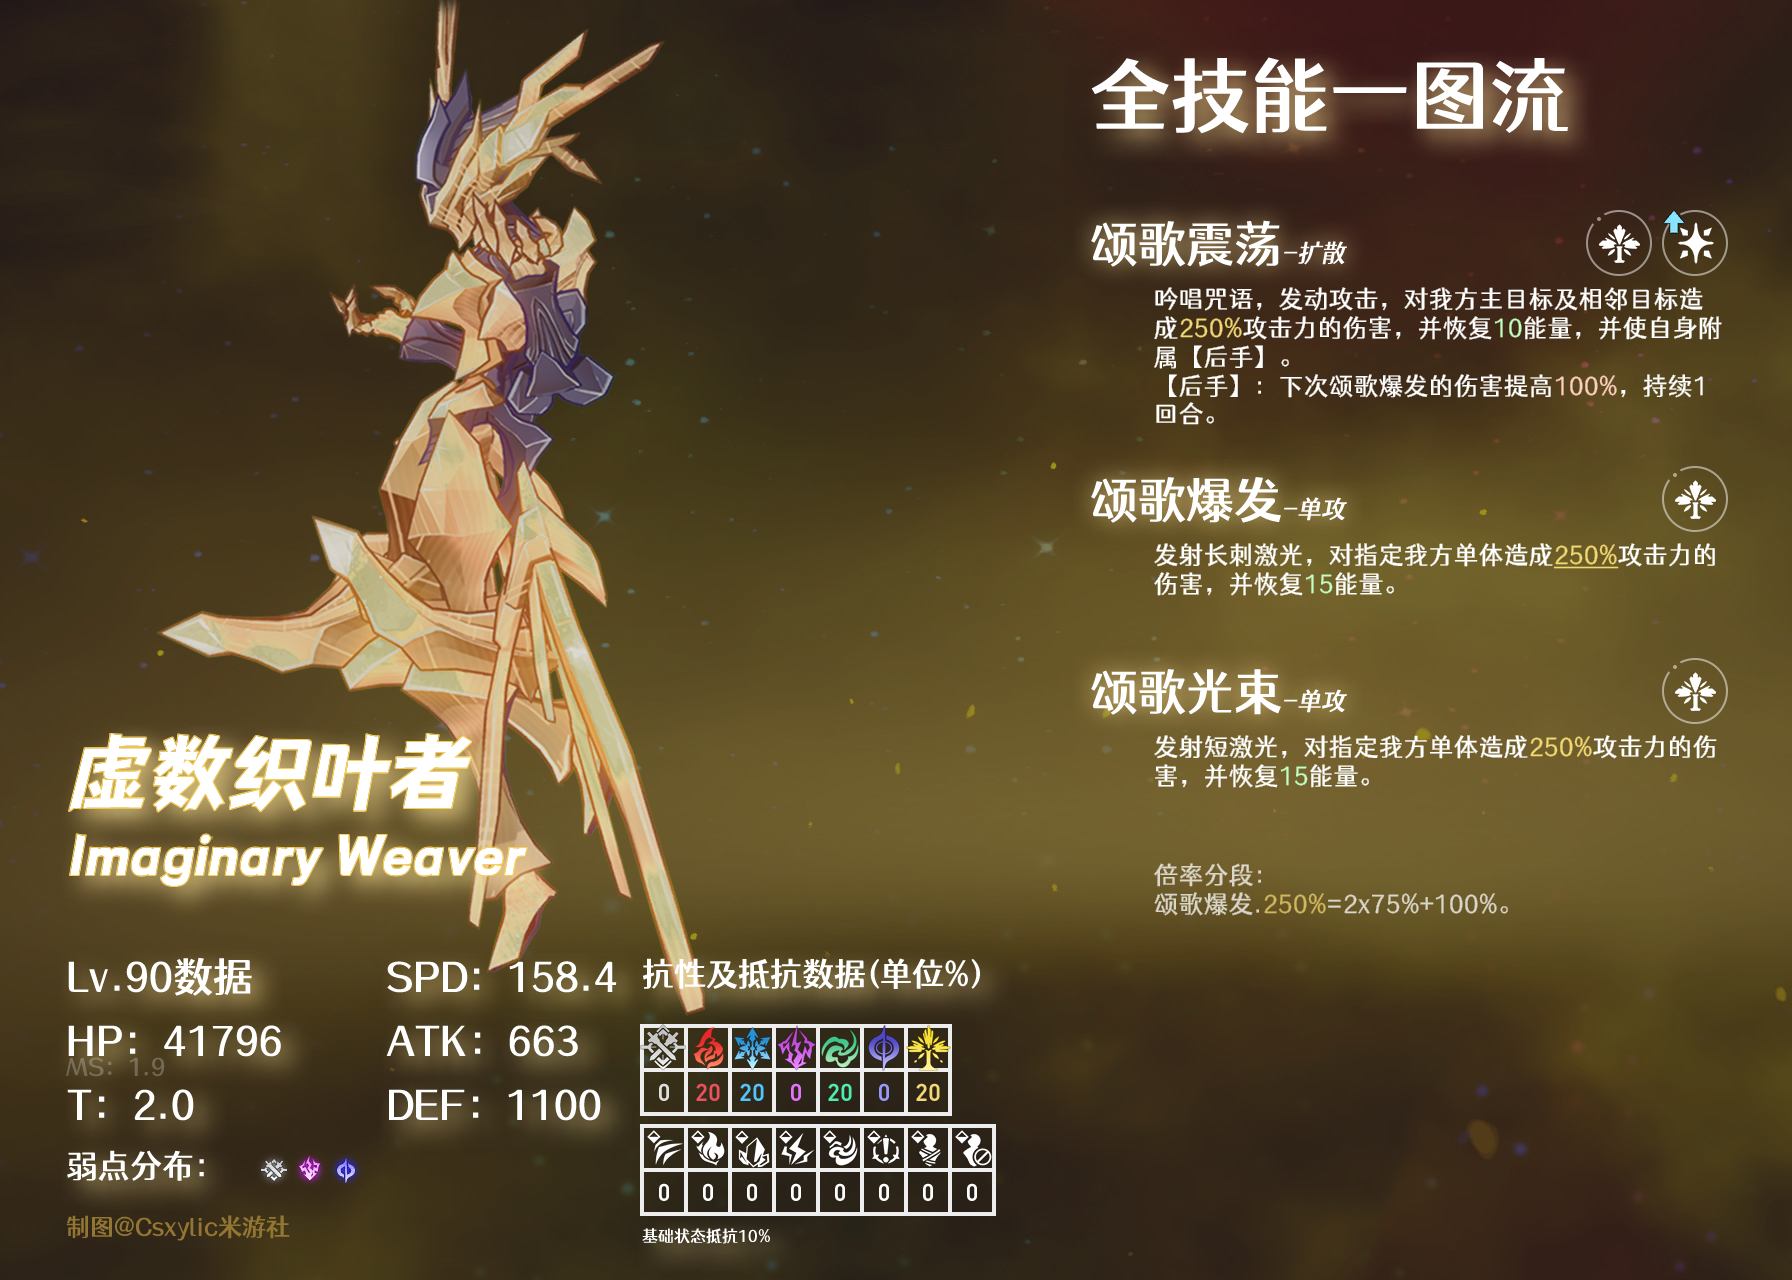 全技能一图流
颂歌震荡-扩散
吟唱咒语，发动攻击，对我方主目标及相邻目标造
成250%攻击力的伤害，并恢复10能量，并使自身附
属【后手】。
【后手】：下次颂歌爆发的伤害提高100%，持续1
回合。
颂歌爆发-单攻
发射长刺激光，对指定我方单体造成250%攻击力的
伤害，并恢复15能量。
颂歌光束-单攻
发射短激光，对指定我方单体造成250%攻击力的伤
害，并恢复15能量。
倍率分段：
颂歌爆发.250%=2x75%+100%。
虚数织叶者
Imaginary Weaver
Lv.90数据
SPD：158.4
HP：41796
ATK：663
MS：1.9
T：2.0
DEF：1100
弱点分布：
制图@Csxylic米游社
抗性及抵抗数据(单位%)
0 20 20 0 20 0 20
0 0 0 0 0 0 0 0
基础状态抵抗10%